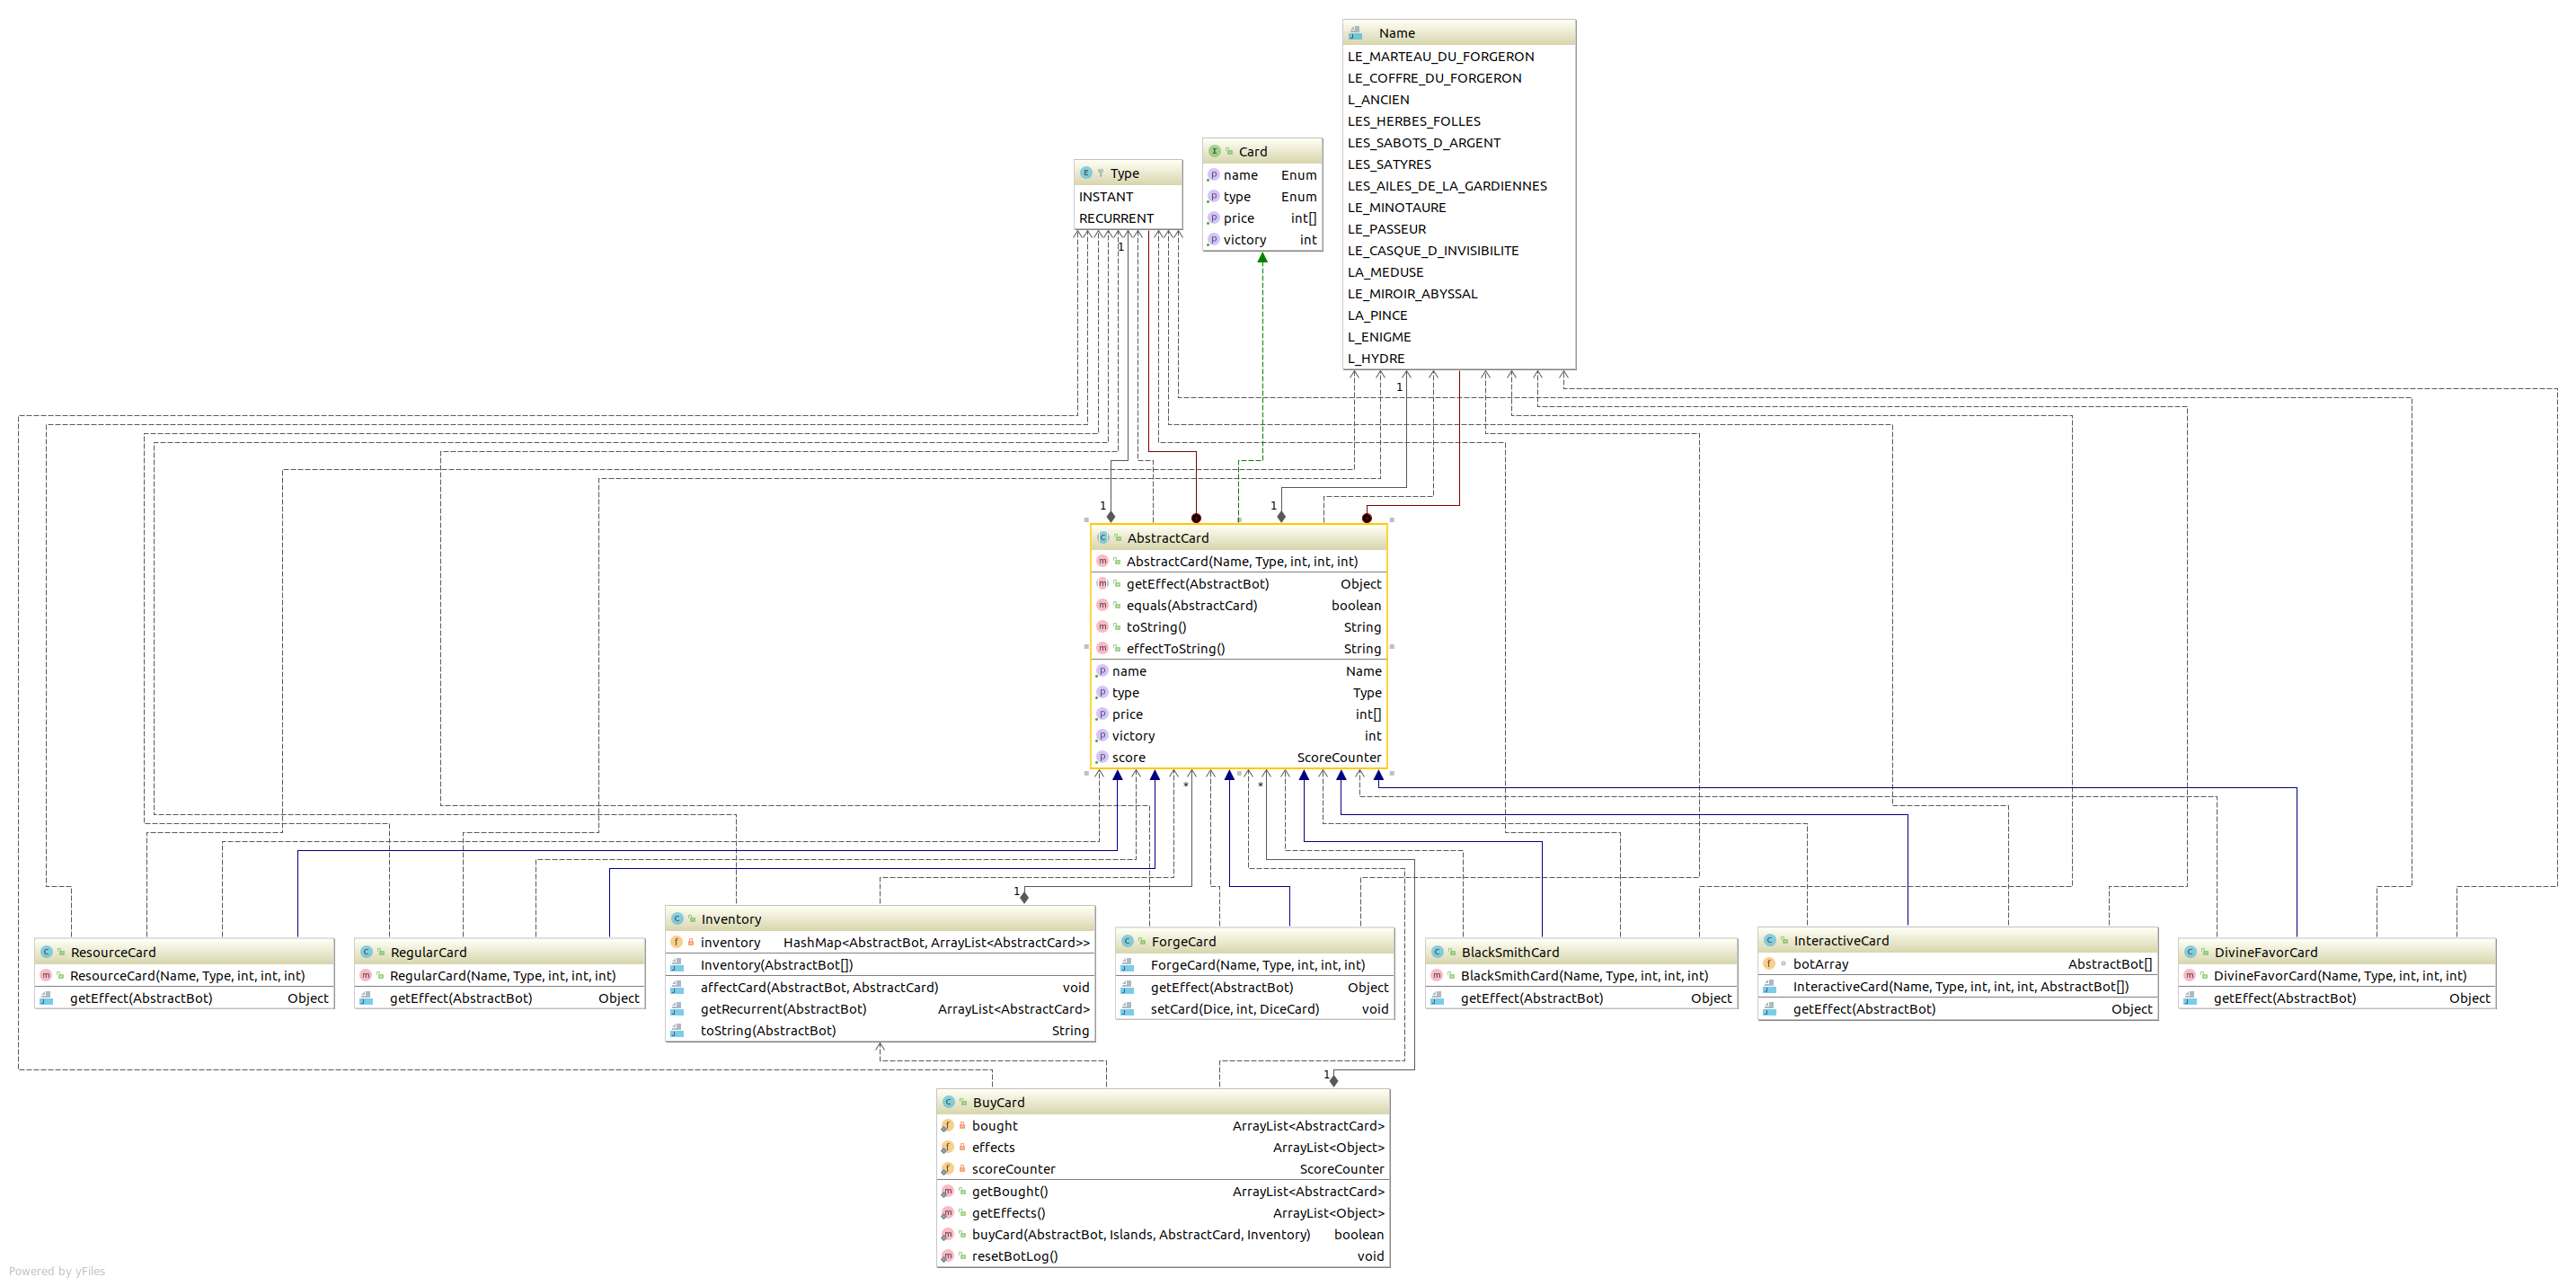 Name
LE_MARTEAU_DU_FORGERON
LE_COFFRE_DU_FORGERON
L_ANCIEN
LES_HERBES_FOLLES
LES_SABOTS_D_ARGENT
LES_SATYRES
LES_AILES_DE_LA_GARDIENNES
LE_MINOTAURE
LE_PASSEUR
LE_CASQUE_D_INVISIBILITE
LA_MEDUSE
LE_MIROIR_ABYSSAL
LA_PINCE
L_ENIGME
L_HYDRE
Card
name Enum
type Enum
price int[]
victory int
Type
INSTANT
RECURRENT
1
1
1
1
AbstractCard
AbstractCard(Name, Type, int, int, int)
getEffect(AbstractBot) Object
equals(AbstractCard) boolean
toString() String
effectToString() String
name Name
type Type
price int[]
victory int
score ScoreCounter
* *
1
ResourceCard
ResourceCard(Name, Type, int, int, int)
getEffect(AbstractBot) Object
RegularCard
RegularCard(Name, Type, int, int, int)
getEffect(AbstractBot) Object
Inventory
inventory HashMap<AbstractBot, ArrayList<AbstractCard>>
Inventory(AbstractBot[])
affectCard(AbstractBot, AbstractCard) void
getRecurrent(AbstractBot) ArrayList<AbstractCard>
toString(AbstractBot) String
ForgeCard
ForgeCard(Name, Type, int, int, int)
getEffect(AbstractBot) Object
setCard(Dice, int, DiceCard) void
BlackSmithCard
BlackSmithCard(Name, Type, int, int, int)
getEffect(AbstractBot) Object
InteractiveCard
botArray AbstractBot[]
InteractiveCard(Name, Type, int, int, int, AbstractBot[])
getEffect(AbstractBot) Object
DivineFavorCard
DivineFavorCard(Name, Type, int, int, int)
getEffect(AbstractBot) Object
1
BuyCard
bought ArrayList<AbstractCard>
effects ArrayList<Object>
scoreCounter ScoreCounter
getBought() ArrayList<AbstractCard>
getEffects() ArrayList<Object>
buyCard(AbstractBot, Islands, AbstractCard, Inventory) boolean
resetBotLog() void
Powered by yFiles